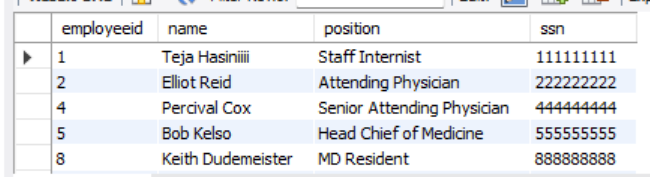 employeeid name position ssn
1 Teja Hasiniiii Staff Internist 111111111
2 Elliot Reid Attending Physician 222222222
4 Percival Cox Senior Attending Physician 444444444
5 Bob Kelso Head Chief of Medicine 555555555
8 Keith Dudemeister MD Resident 888888888